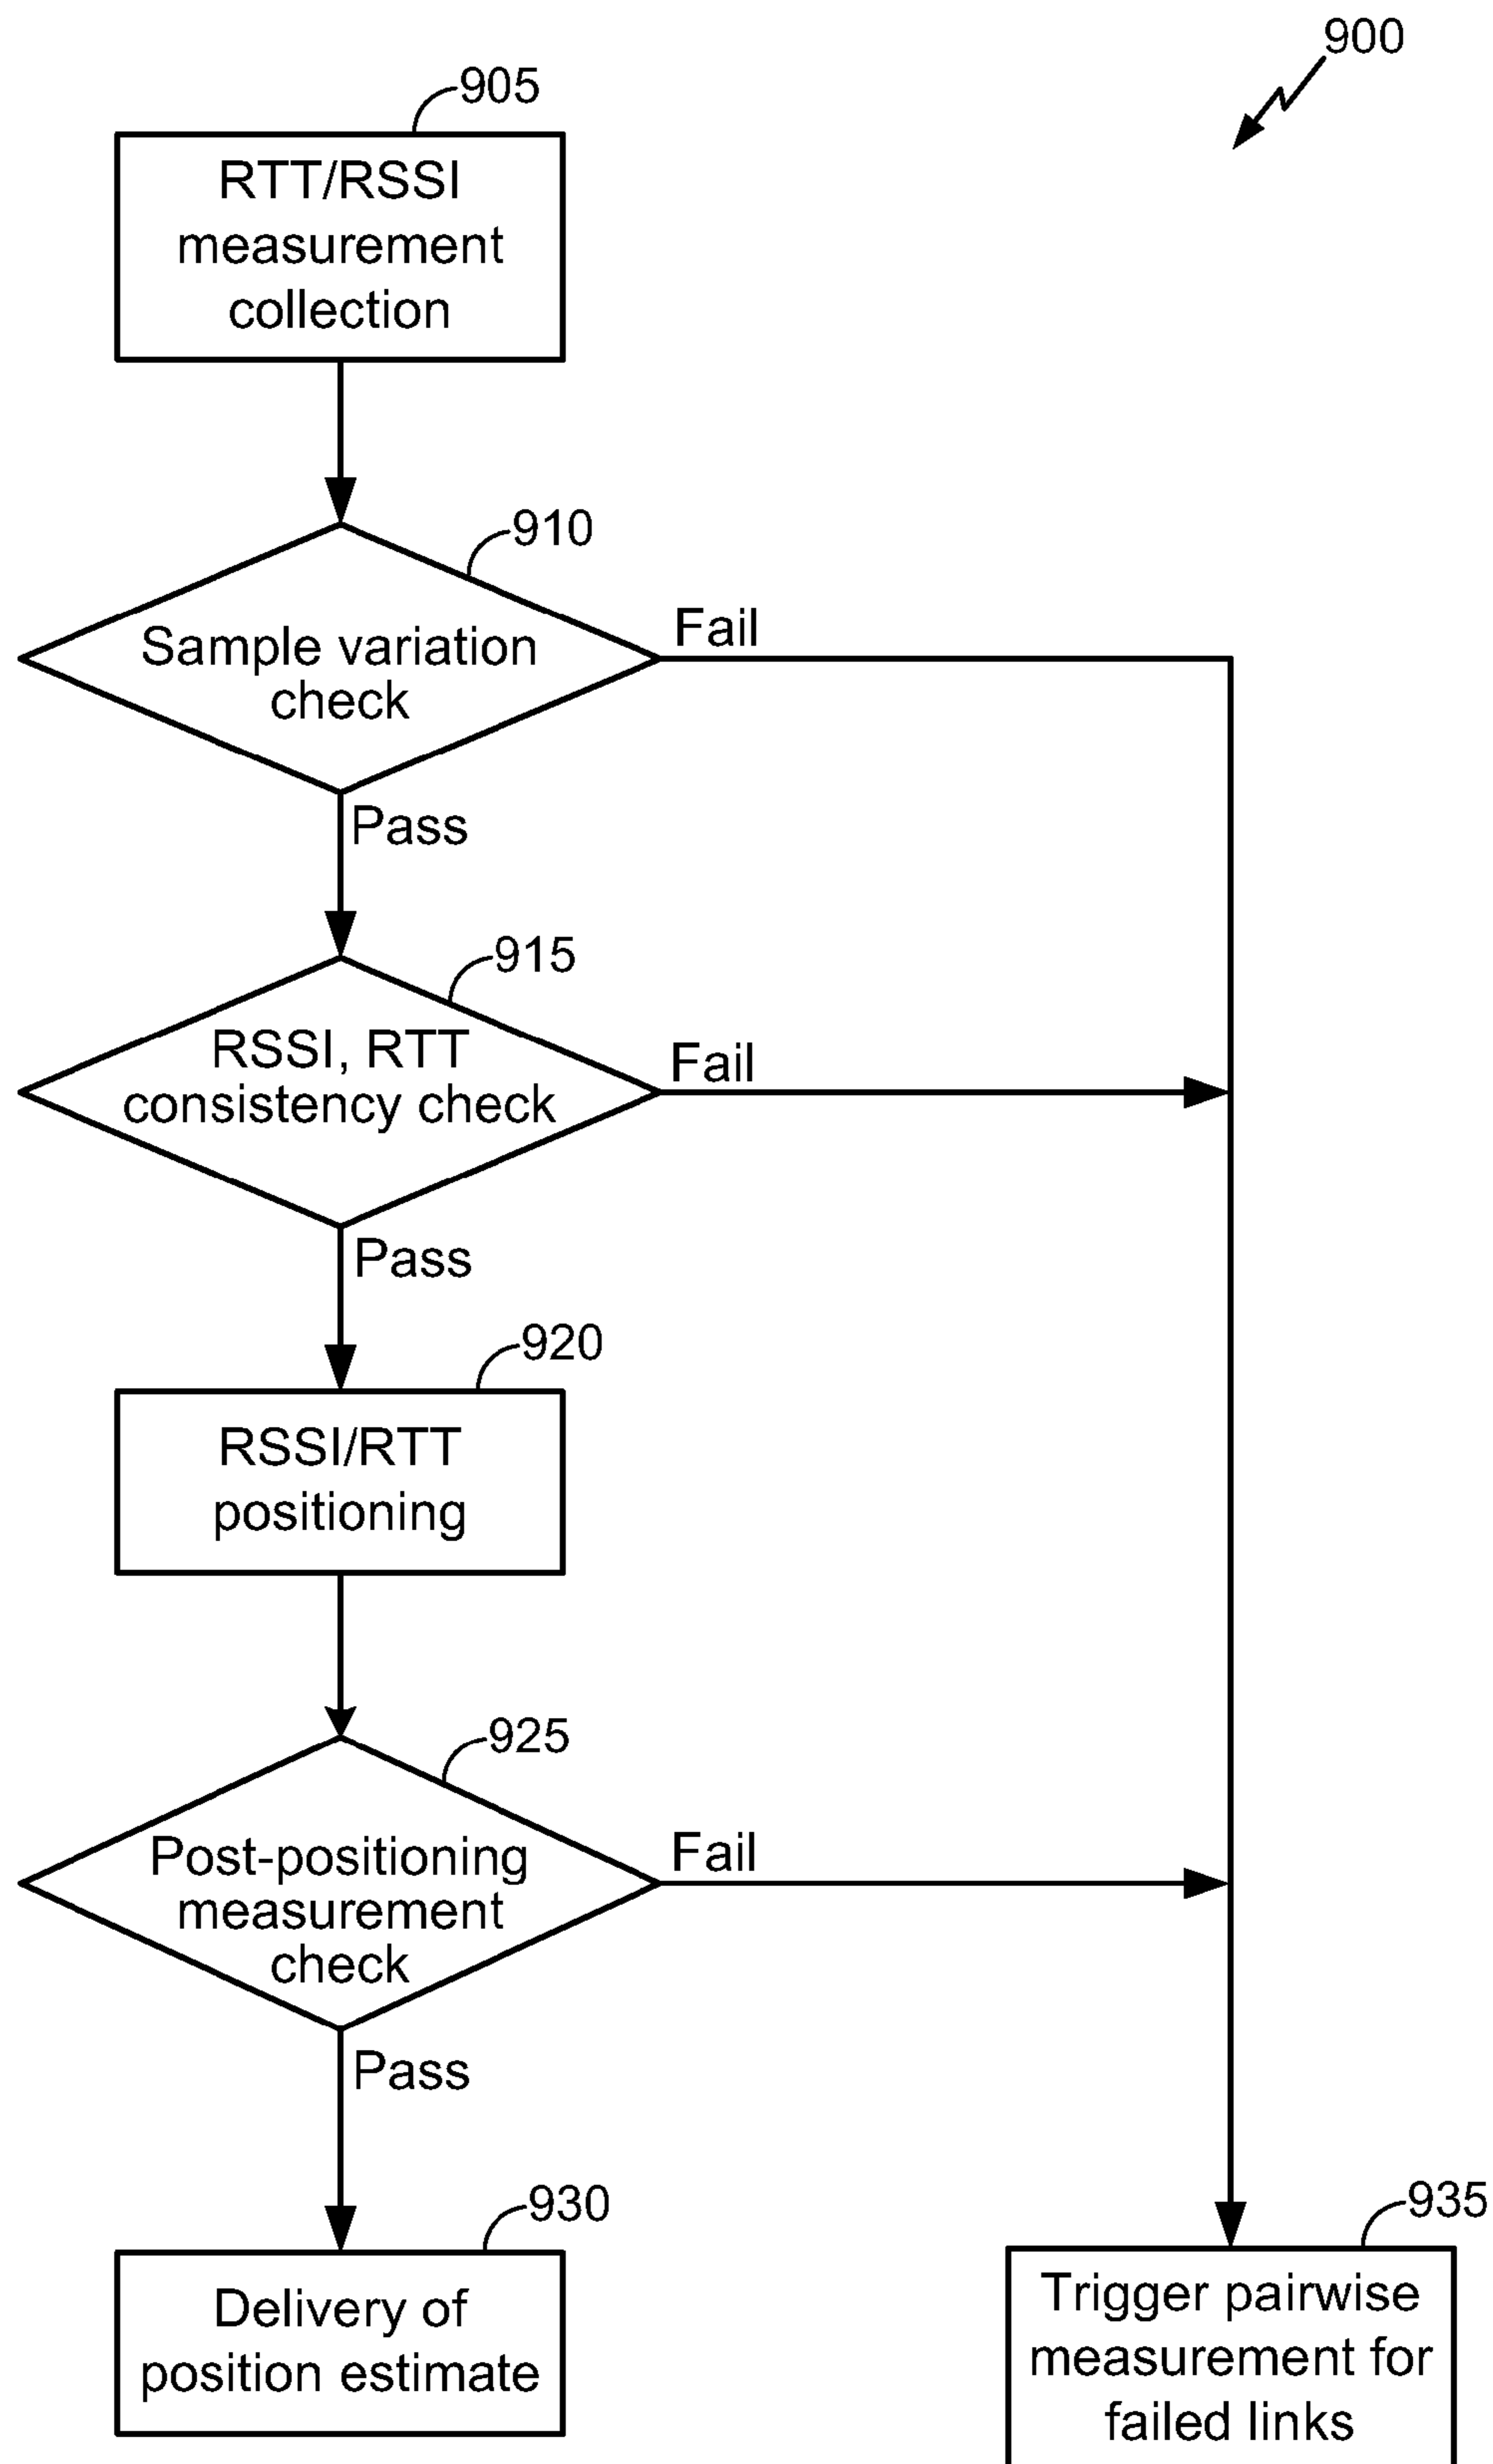 900
905
RTT/RSSI
measurement
collection
910
Sample variation
check
Fail
Pass
915
RSSI, RTT
consistency check
Fail
Pass
920
RSSI/RTT
positioning
925
Post-positioning
measurement
check
Fail
Pass
930
Delivery of
position estimate
935
Trigger pairwise
measurement for
failed links